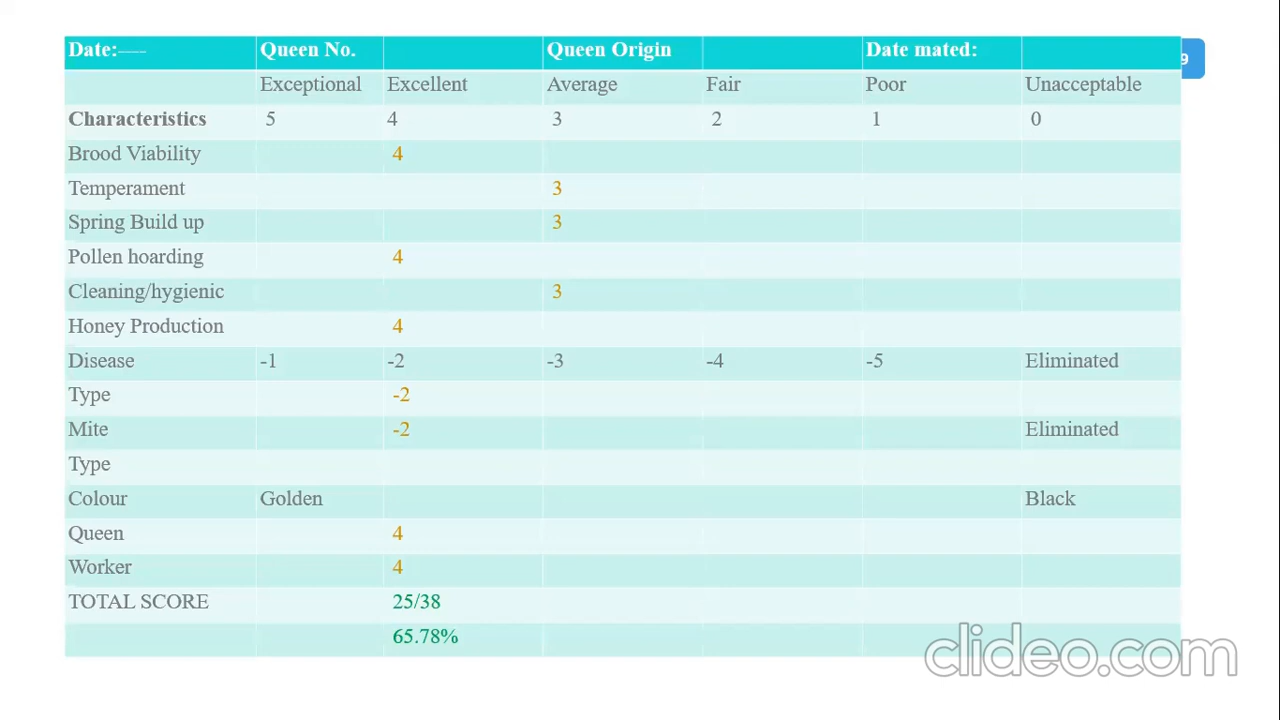 Date:---- Queen No. Queen Origin Date mated:
9
Exceptional Excellent Average Fair Poor Unacceptable
Characteristics 5 4 3 2 1 0
Brood Viability 4
Temperament 3
Spring Build up 3
Pollen hoarding 4
Cleaning/hygienic 3
Honey Production 4
Disease -1 -2 -3 -4 -5 Eliminated
Type -2
Mite -2 Eliminated
Type
Colour Golden Black
Queen 4
Worker 4
TOTAL SCORE 25/38
65.78%
clideo.com